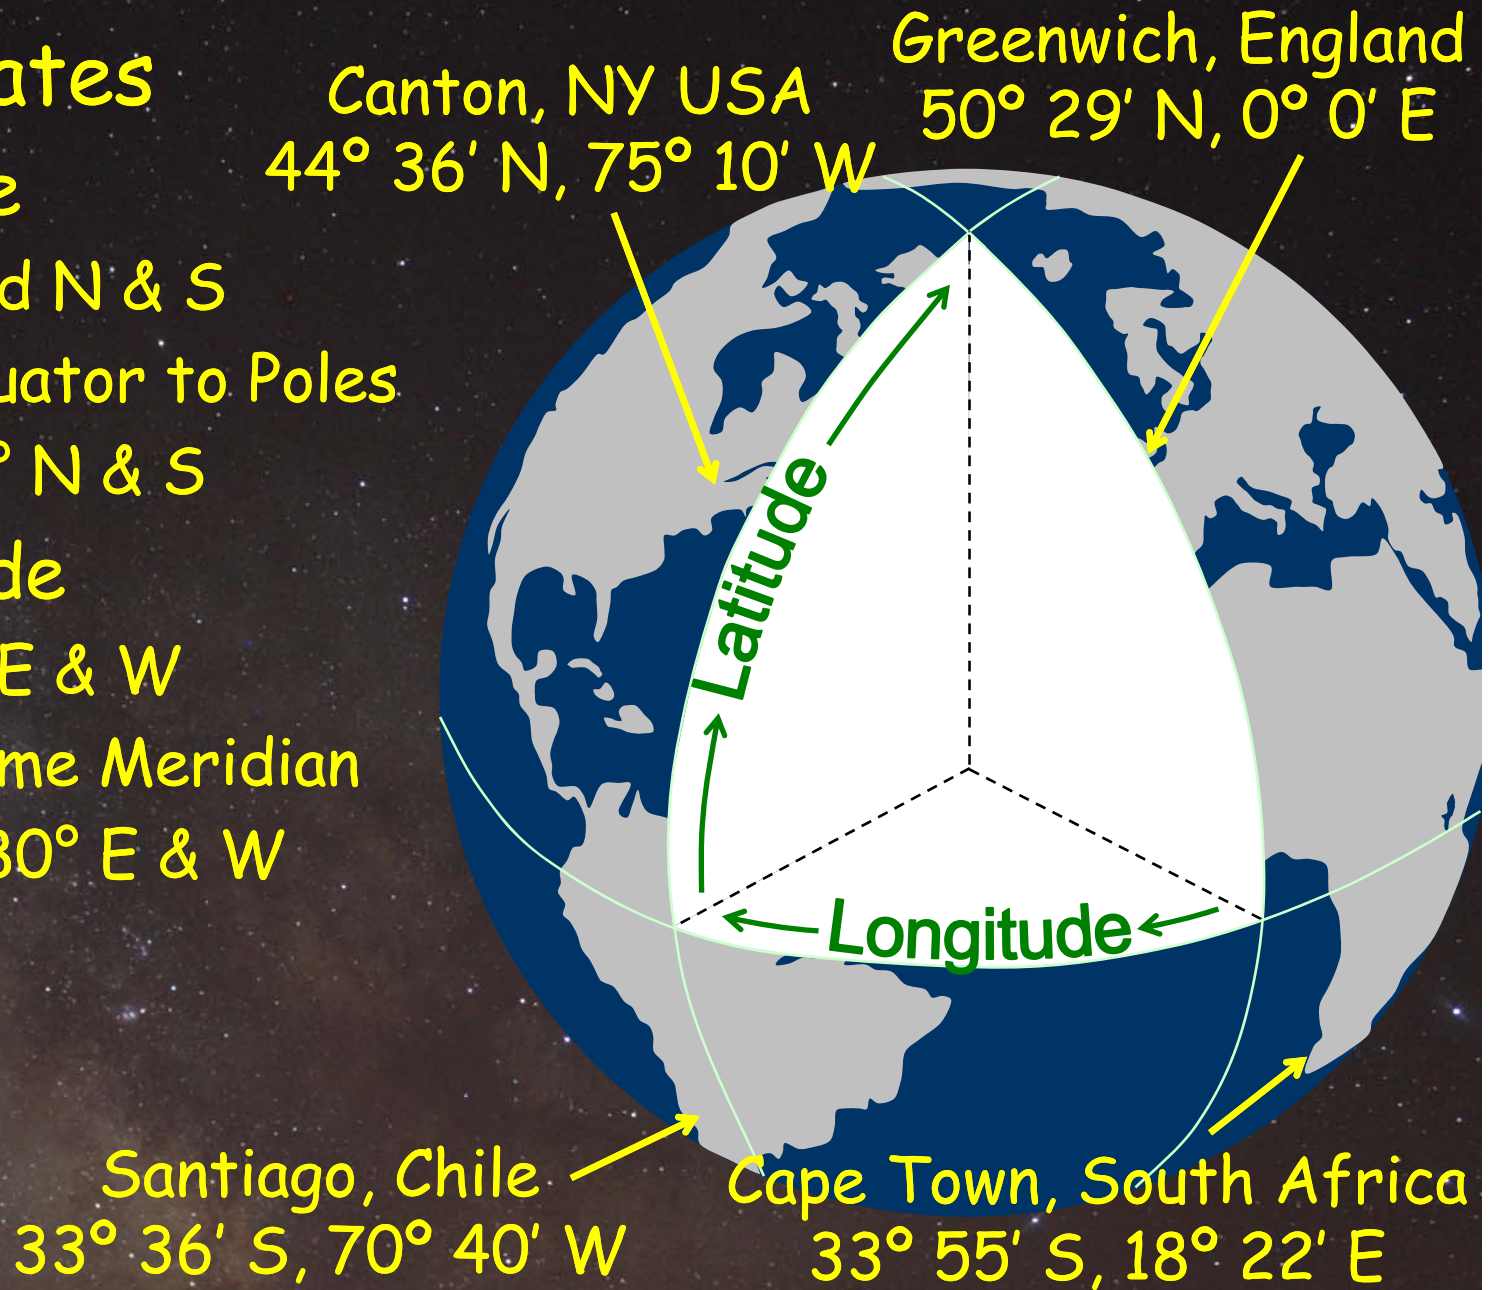 ates
e
d N & S
uator to Poles
° N & S
de
E & W
me Meridian
80° E & W
Canton, NY USA
44° 36' N, 75° 10' W
Greenwich, England
50° 29' N, 0° 0' E
Latitude
Longitude
Santiago, Chile
33° 36' S, 70° 40' W
Cape Town, South Africa
33° 55' S, 18° 22' E